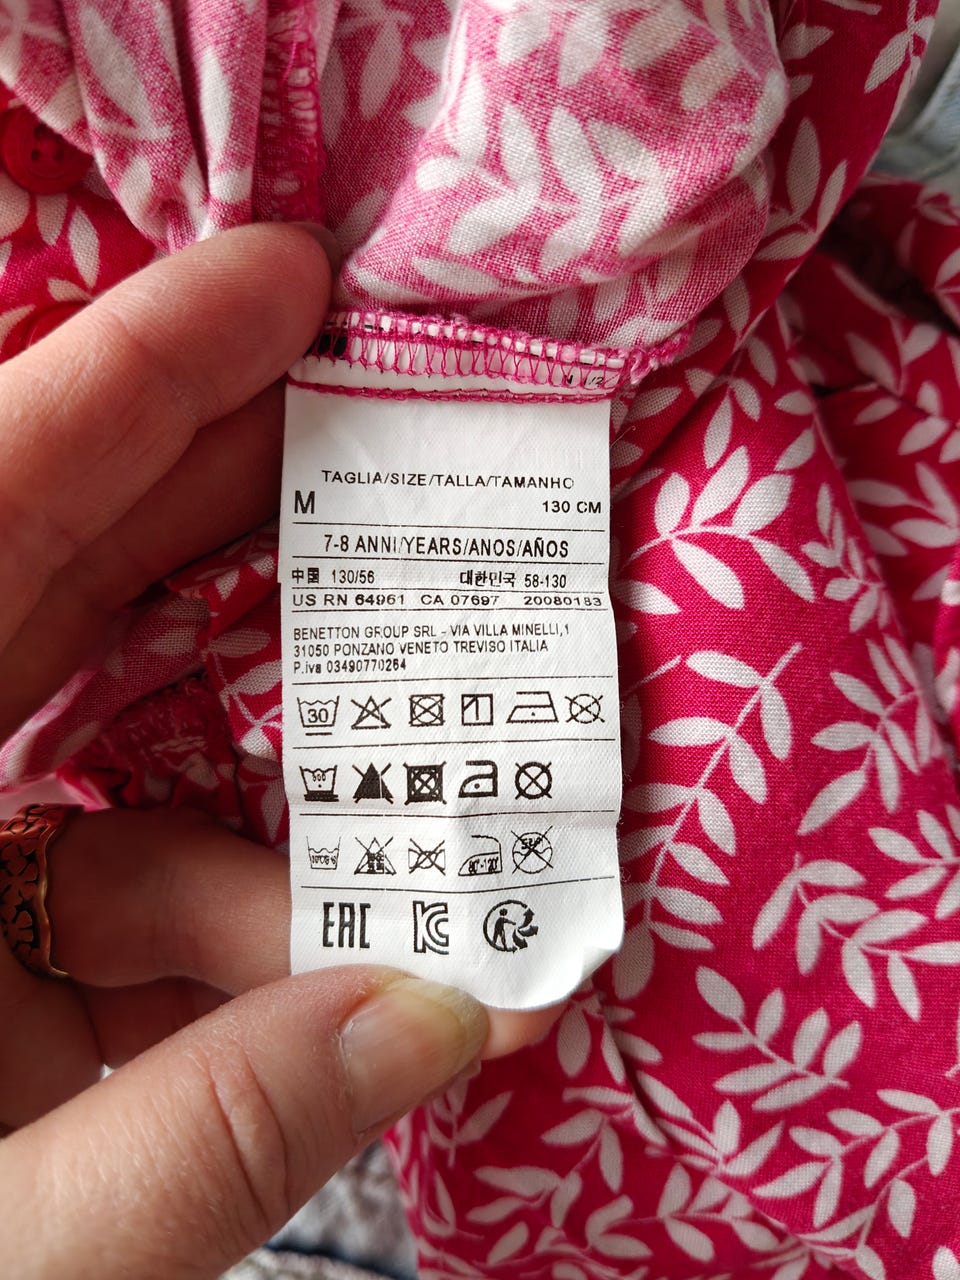 TAGLIA/SIZE/TALLA/TAMANHO
M 130 CM
7-8 ANNI/YEARS/ANOS/AÑOS
中国 130/56 대한민국 58-130
US RN 64961 CA 07697 20080183
BENETTON GROUP SRL - VIA VILLA MINELLI,1
31050 PONZANO VENETO TREVISO ITALIA
P.iva 03490770264
30
EAC